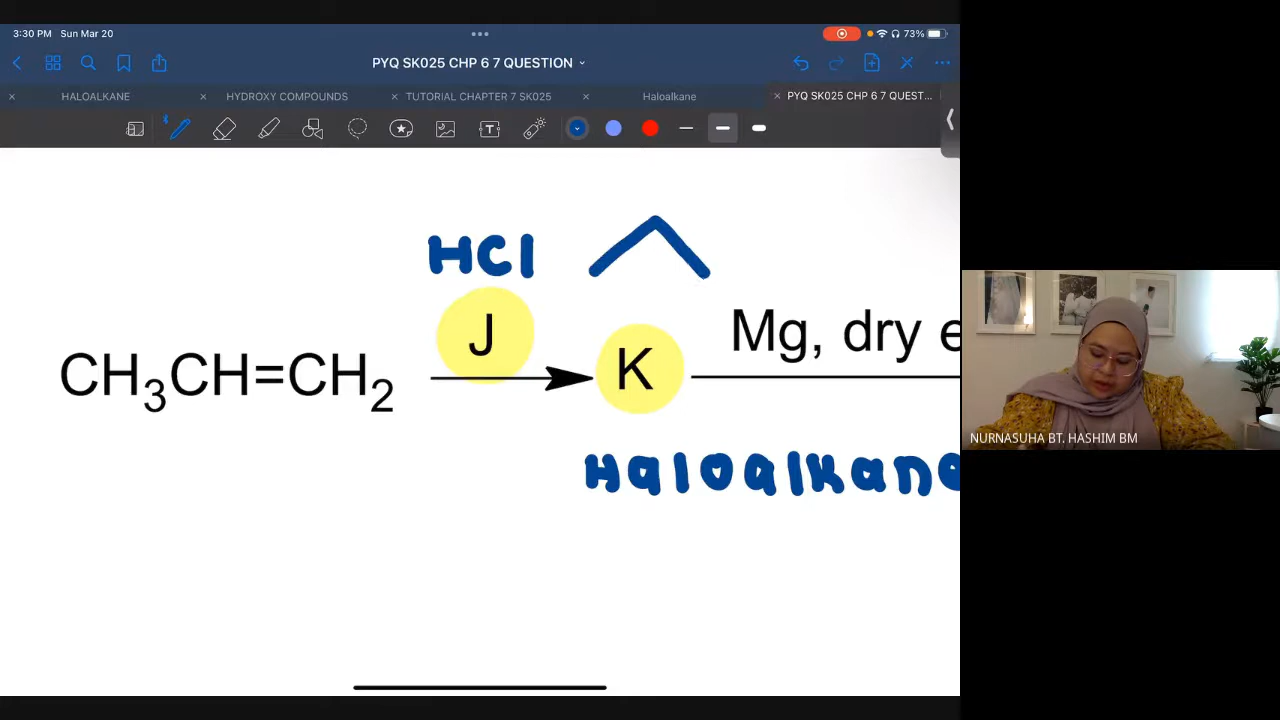 3:30 PM Sun Mar 20 73%
PYQ SK025 CHP 6 7 QUESTION
HALOALKANE HYDROXY COMPOUNDS TUTORIAL CHAPTER 7 SK025 Haloalkane PYQ SK025 CHP 6 7 QUEST...
HCl
J
Mg, dry e
CH3CH=CH2 K
Haloalkane
NURNASUHA BT. HASHIM BM